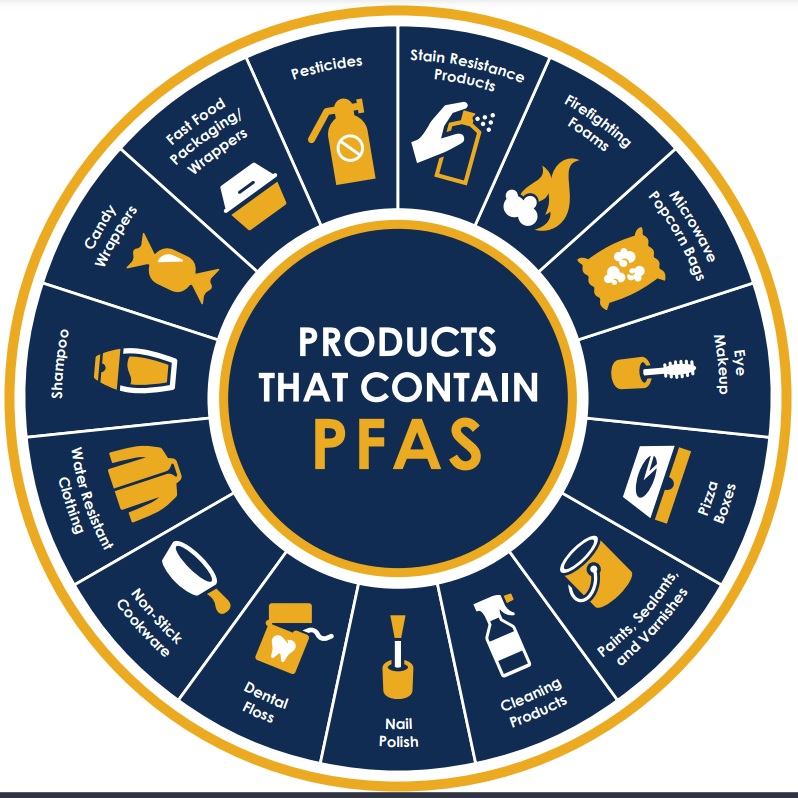 PRODUCTS
THAT CONTAIN
PFAS
Stain Resistance
Products
Firefighting
Foams
Microwave
Popcorn Bags
Eye
Makeup
Pizza
Boxes
Paints, Sealants,
and Varnishes
Cleaning
Products
Nail
Polish
Dental
Floss
Non-Stick
Cookware
Water Resistant
Clothing
Shampoo
Candy
Wrappers
Fast Food
Packaging/
Wrappers
Pesticides